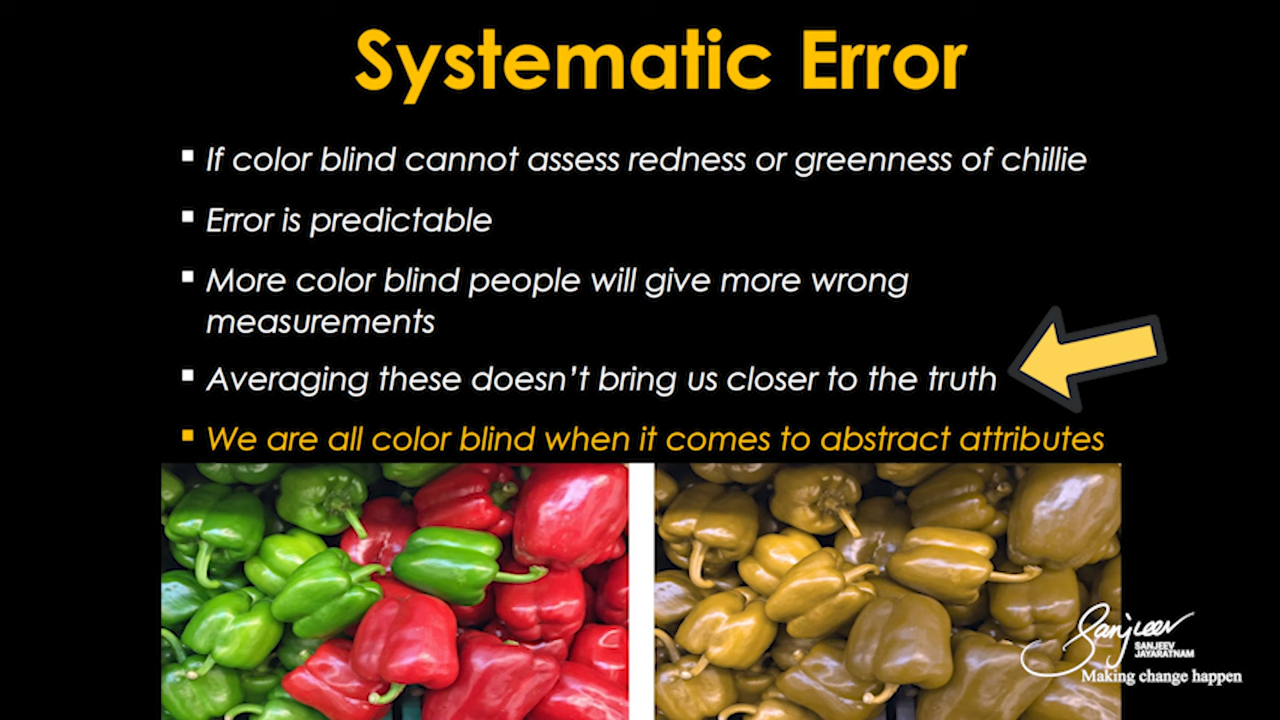 Systematic Error
▪ If color blind cannot assess redness or greenness of chillie
▪ Error is predictable
▪ More color blind people will give more wrong
measurements
▪ Averaging these doesn't bring us closer to the truth
▪ We are all color blind when it comes to abstract attributes
Sanjeev
SANJEEV
JAYARATNAM
Making change happen